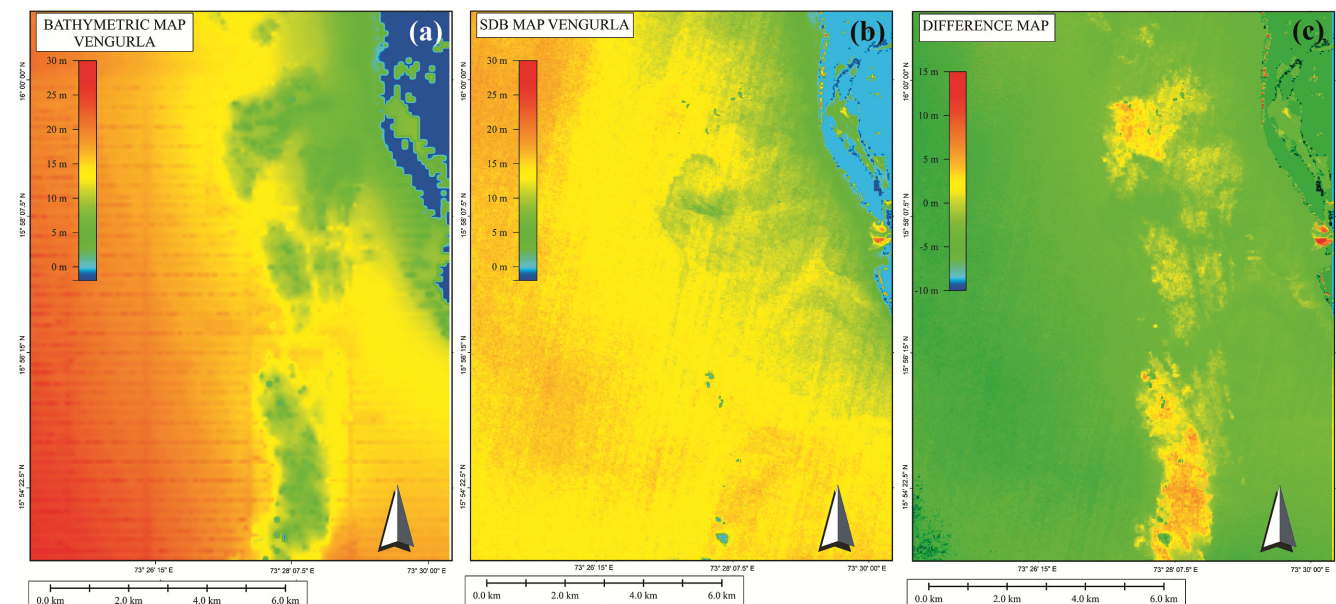 BATHYMETRIC MAP
VENGURLA
(a)
30 m
25 m
20 m
15 m
10 m
5 m
0 m
16° 00' 00" N
15° 58' 07.5" N
15° 56' 15" N
15° 54' 22.5" N
73° 26' 15" E
73° 28' 07.5" E
73° 30' 00" E
0.0 km
2.0 km
4.0 km
6.0 km
SDB MAP VENGURLA
(b)
30 m
25 m
20 m
15 m
10 m
5 m
0 m
16° 00' 00" N
15° 58' 07.5" N
15° 56' 15" N
15° 54' 22.5" N
73° 26' 15" E
73° 28' 07.5" E
73° 30' 00" E
0.0 km
2.0 km
4.0 km
6.0 km
DIFFERENCE MAP
(c)
15 m
10 m
5 m
0 m
-5 m
-10 m
16° 00' 00" N
15° 58' 07.5" N
15° 56' 15" N
15° 54' 22.5" N
73° 26' 15" E
73° 28' 07.5" E
73° 30' 00" E
0.0 km
2.0 km
4.0 km
6.0 km